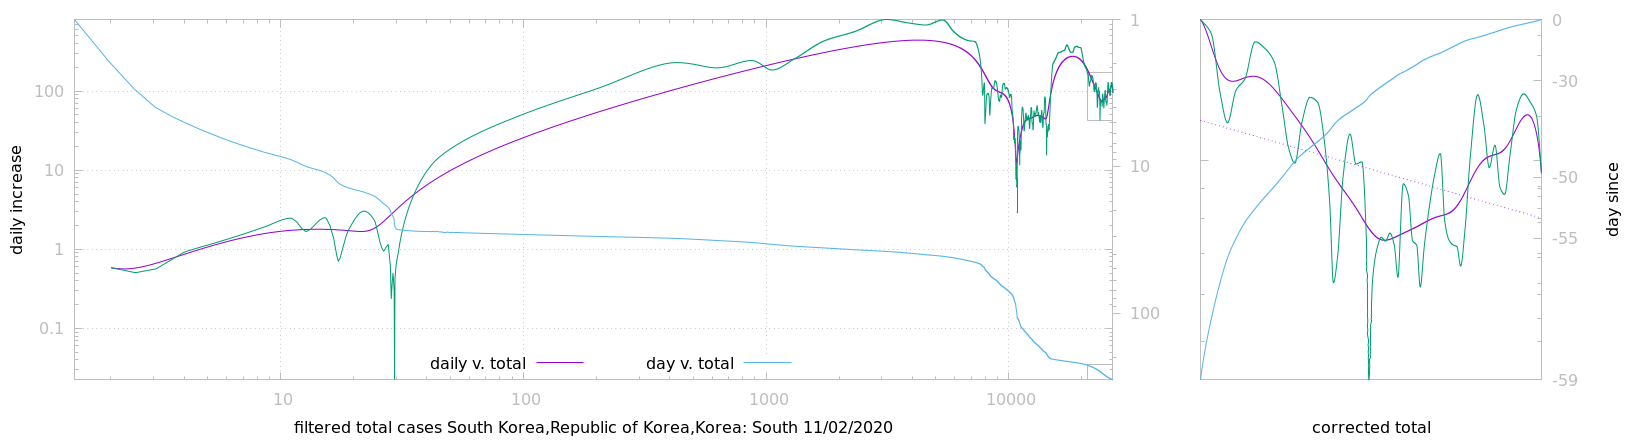 1
0
100
-30
daily increase
10
10
-50
day since
1
-55
100
0.1
daily v. total
day v. total
-59
10
100
1000
10000
filtered total cases South Korea,Republic of Korea,Korea: South 11/02/2020
corrected total